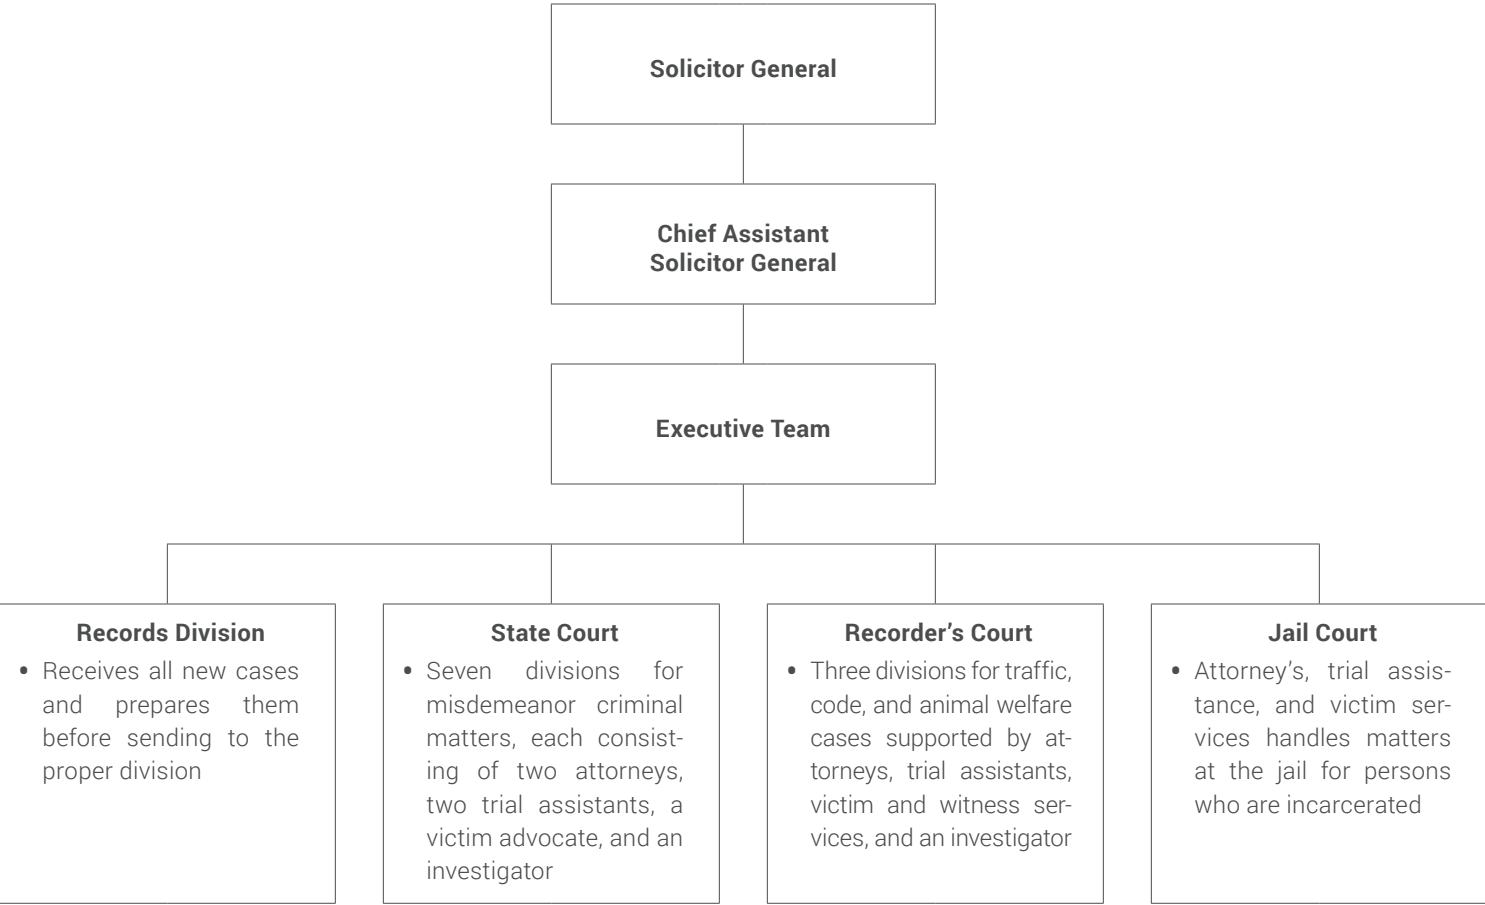 Solicitor General
Chief Assistant
Solicitor General
Executive Team
Records Division
• Receives all new cases
and prepares them
before sending to the
proper division
State Court
• Seven divisions for
misdemeanor criminal
matters, each consist-
ing of two attorneys,
two trial assistants, a
victim advocate, and an
investigator
Recorder’s Court
• Three divisions for traffic,
code, and animal welfare
cases supported by at-
torneys, trial assistants,
victim and witness ser-
vices, and an investigator
Jail Court
• Attorney’s, trial assis-
tance, and victim ser-
vices handles matters
at the jail for persons
who are incarcerated